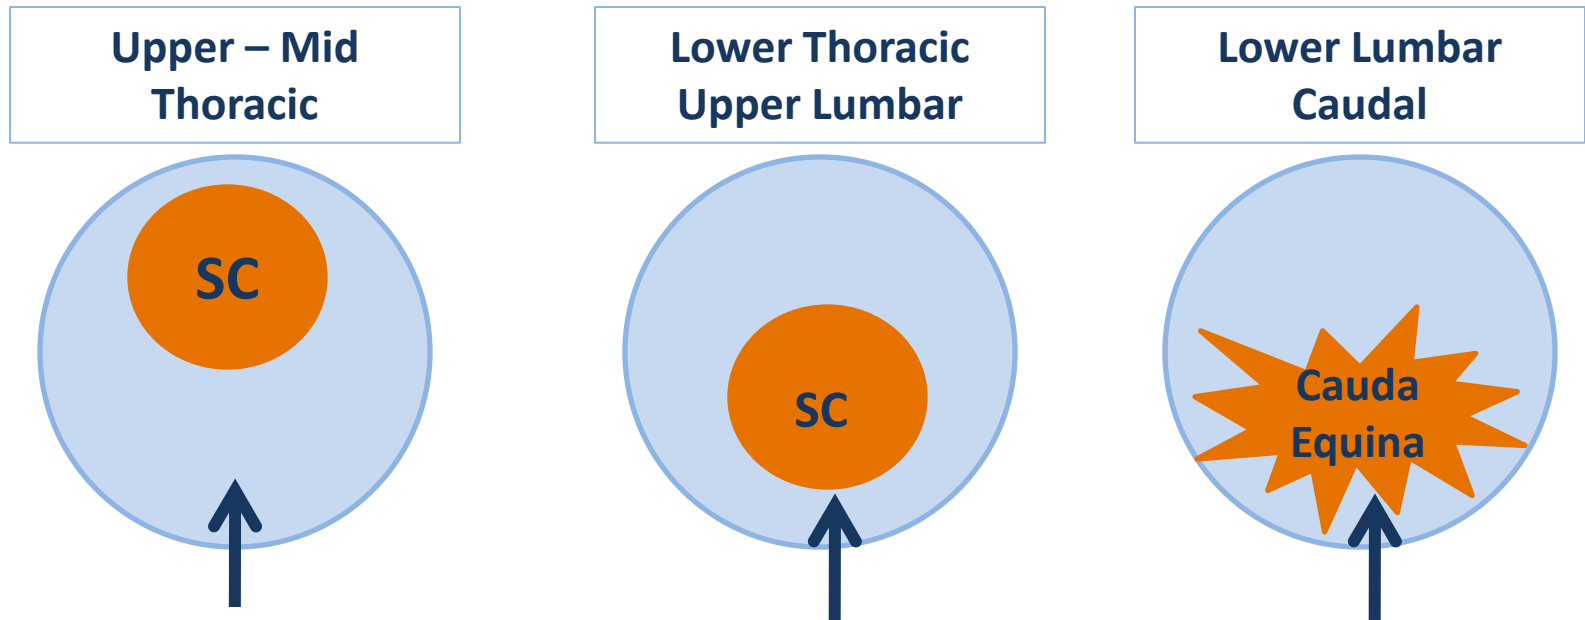 Upper – Mid
Thoracic
Lower Thoracic
Upper Lumbar
Lower Lumbar
Caudal
SC
SC
Cauda
Equina